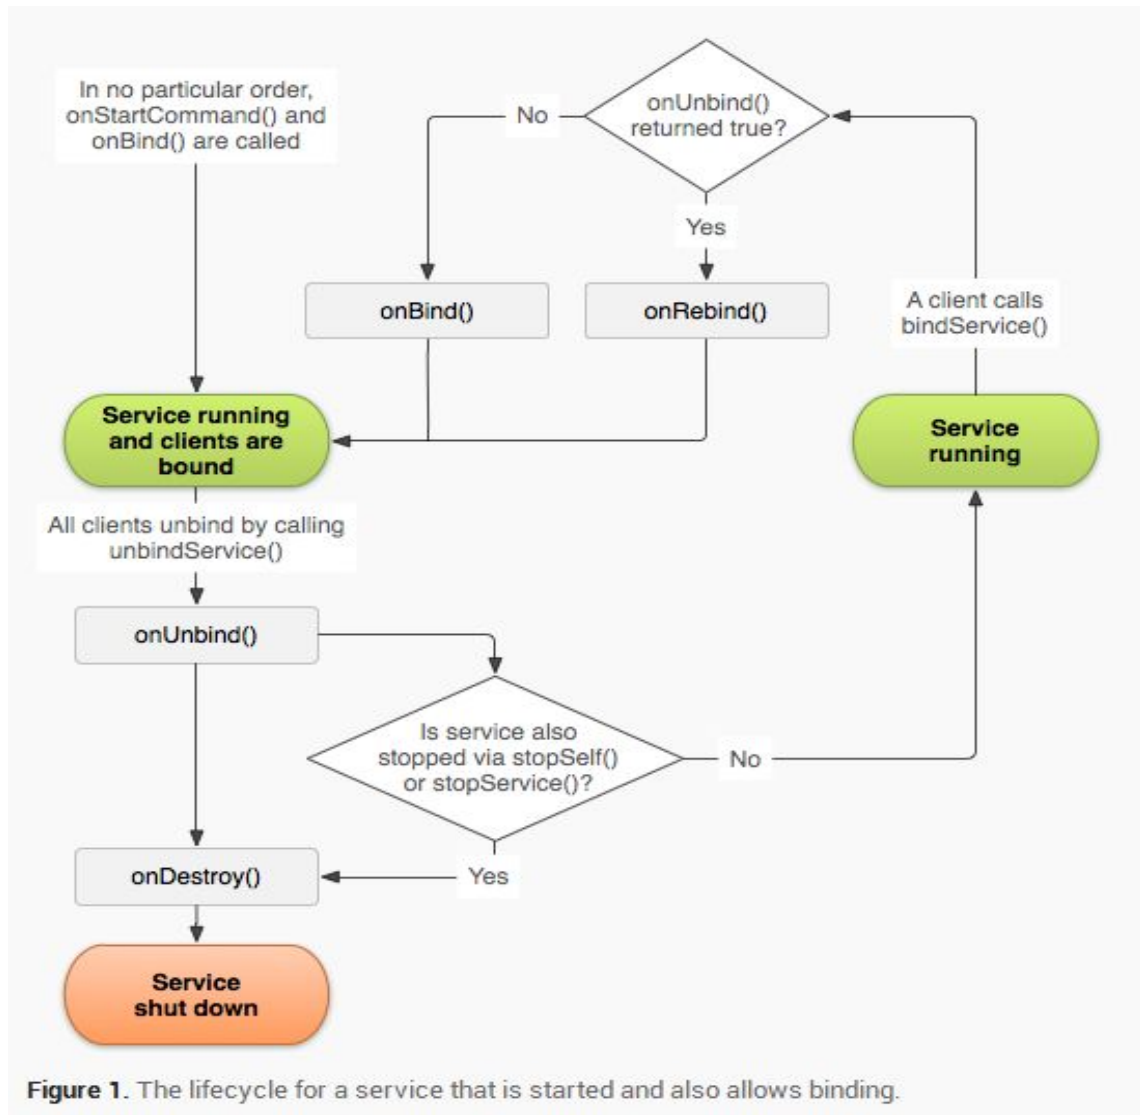 In no particular order,
onStartCommand() and
onBind() are called
onUnbind()
returned true?
No
Yes
onBind()
onRebind()
A client calls
bindService()
Service running
and clients are
bound
Service
running
All clients unbind by calling
unbindService()
onUnbind()
Is service also
stopped via stopSelf()
or stopService()?
No
Yes
onDestroy()
Service
shut down
Figure 1. The lifecycle for a service that is started and also allows binding.